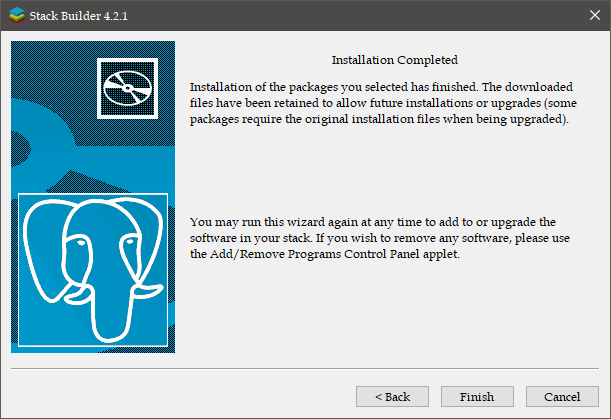 Stack Builder 4.2.1
Installation Completed
Installation of the packages you selected has finished. The downloaded
files have been retained to allow future installations or upgrades (some
packages require the original installation files when being upgraded).
You may run this wizard again at any time to add to or upgrade the
software in your stack. If you wish to remove any software, please use
the Add/Remove Programs Control Panel applet.
< Back
Finish
Cancel